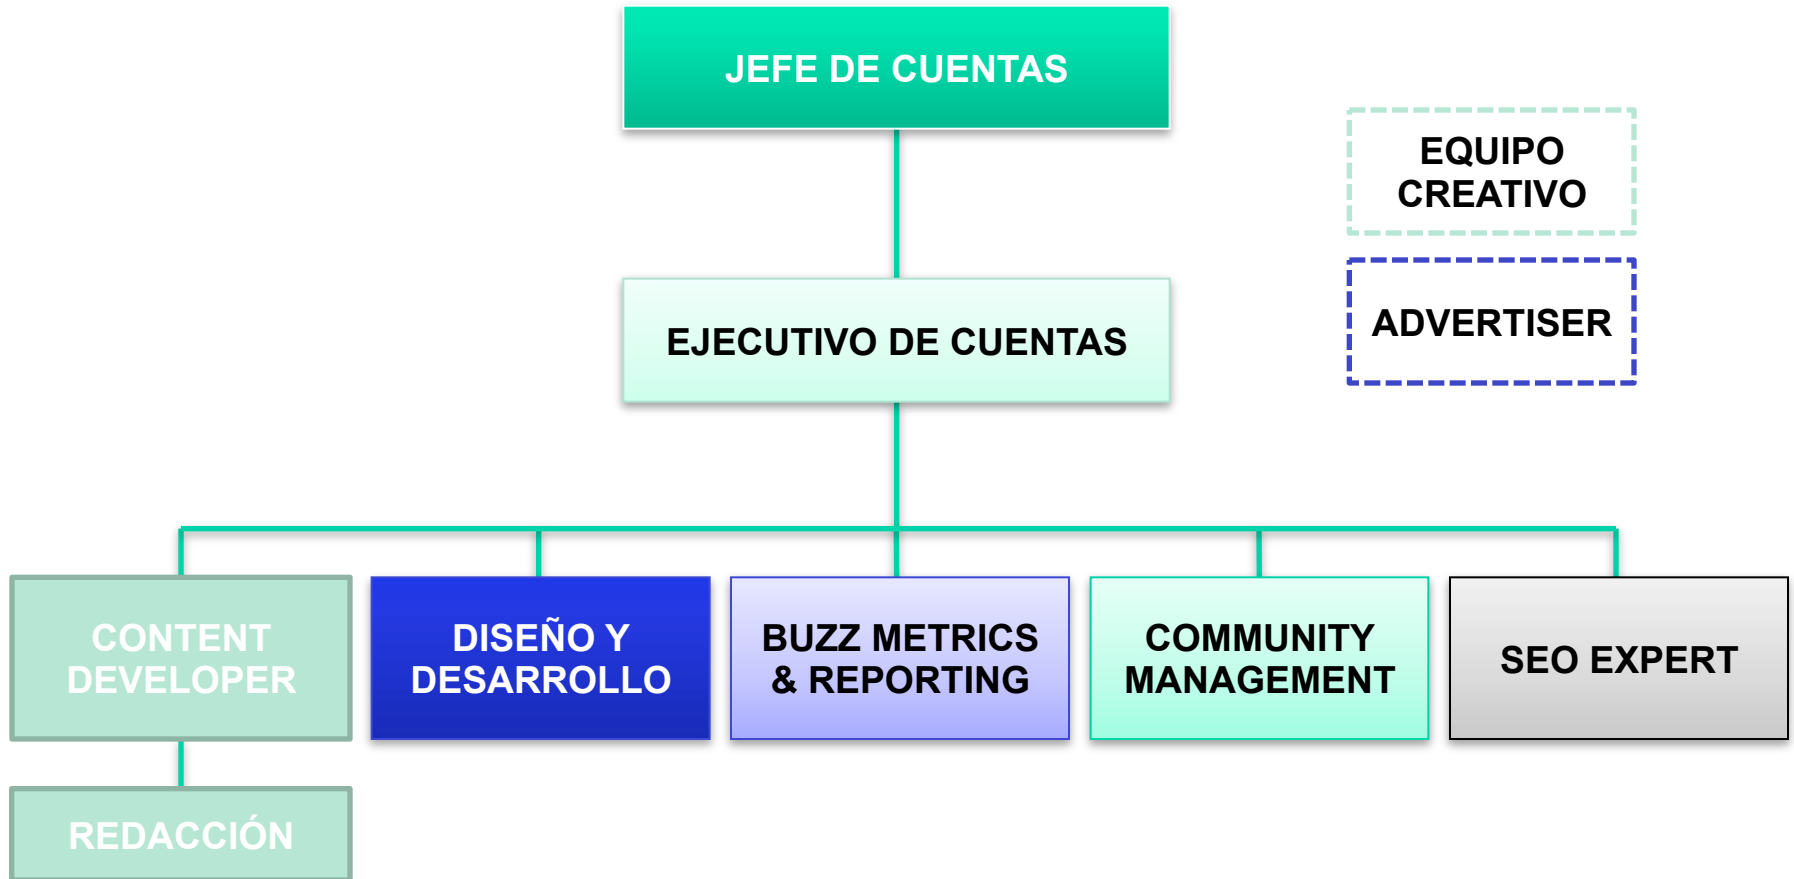 JEFE DE CUENTAS
EQUIPO
CREATIVO
ADVERTISER
EJECUTIVO DE CUENTAS
CONTENT
DEVELOPER
DISEÑO Y
DESARROLLO
BUZZ METRICS
& REPORTING
COMMUNITY
MANAGEMENT
SEO EXPERT
REDACCIÓN